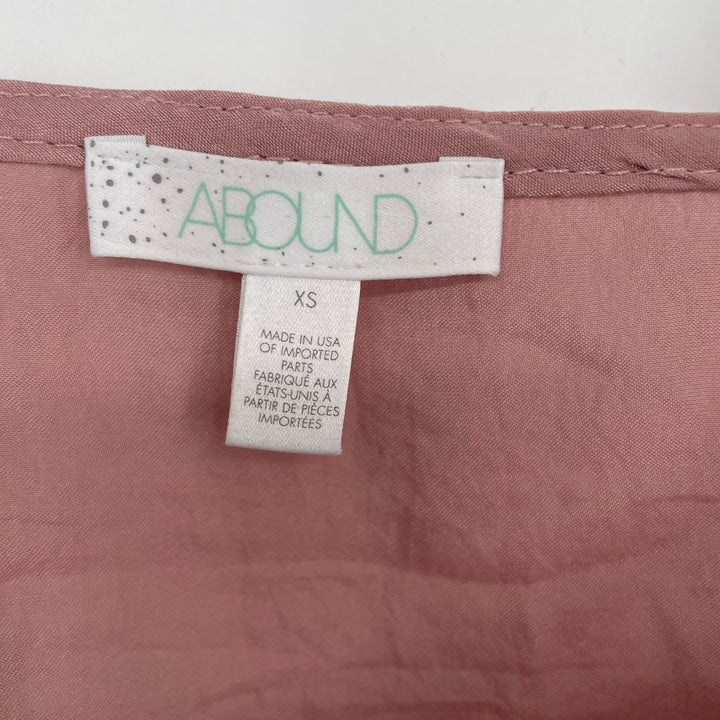 ABOUND
XS
MADE IN USA
OF IMPORTED
PARTS
FABRIQUÉ AUX
ÉTATS-UNIS À
PARTIR DE PIÈCES
IMPORTÉES